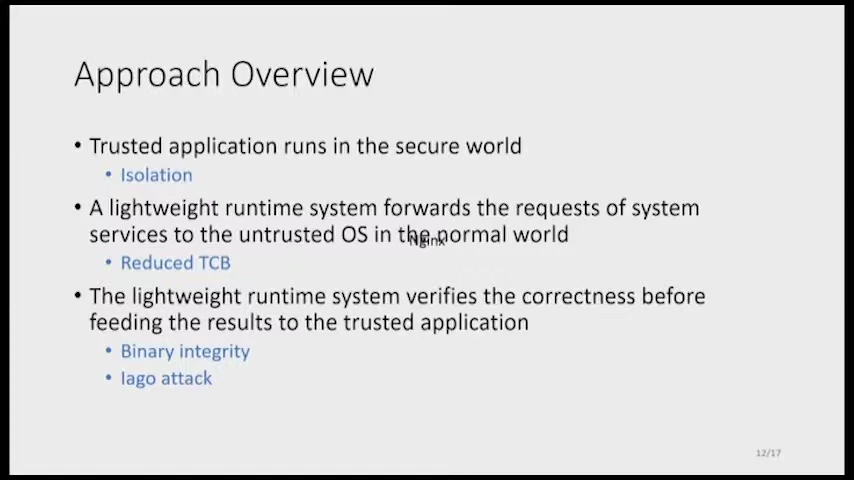 Approach Overview
• Trusted application runs in the secure world
• Isolation
• A lightweight runtime system forwards the requests of system
services to the untrusted OS in the normal world
Nginx
• Reduced TCB
• The lightweight runtime system verifies the correctness before
feeding the results to the trusted application
• Binary integrity
• Iago attack
12/17